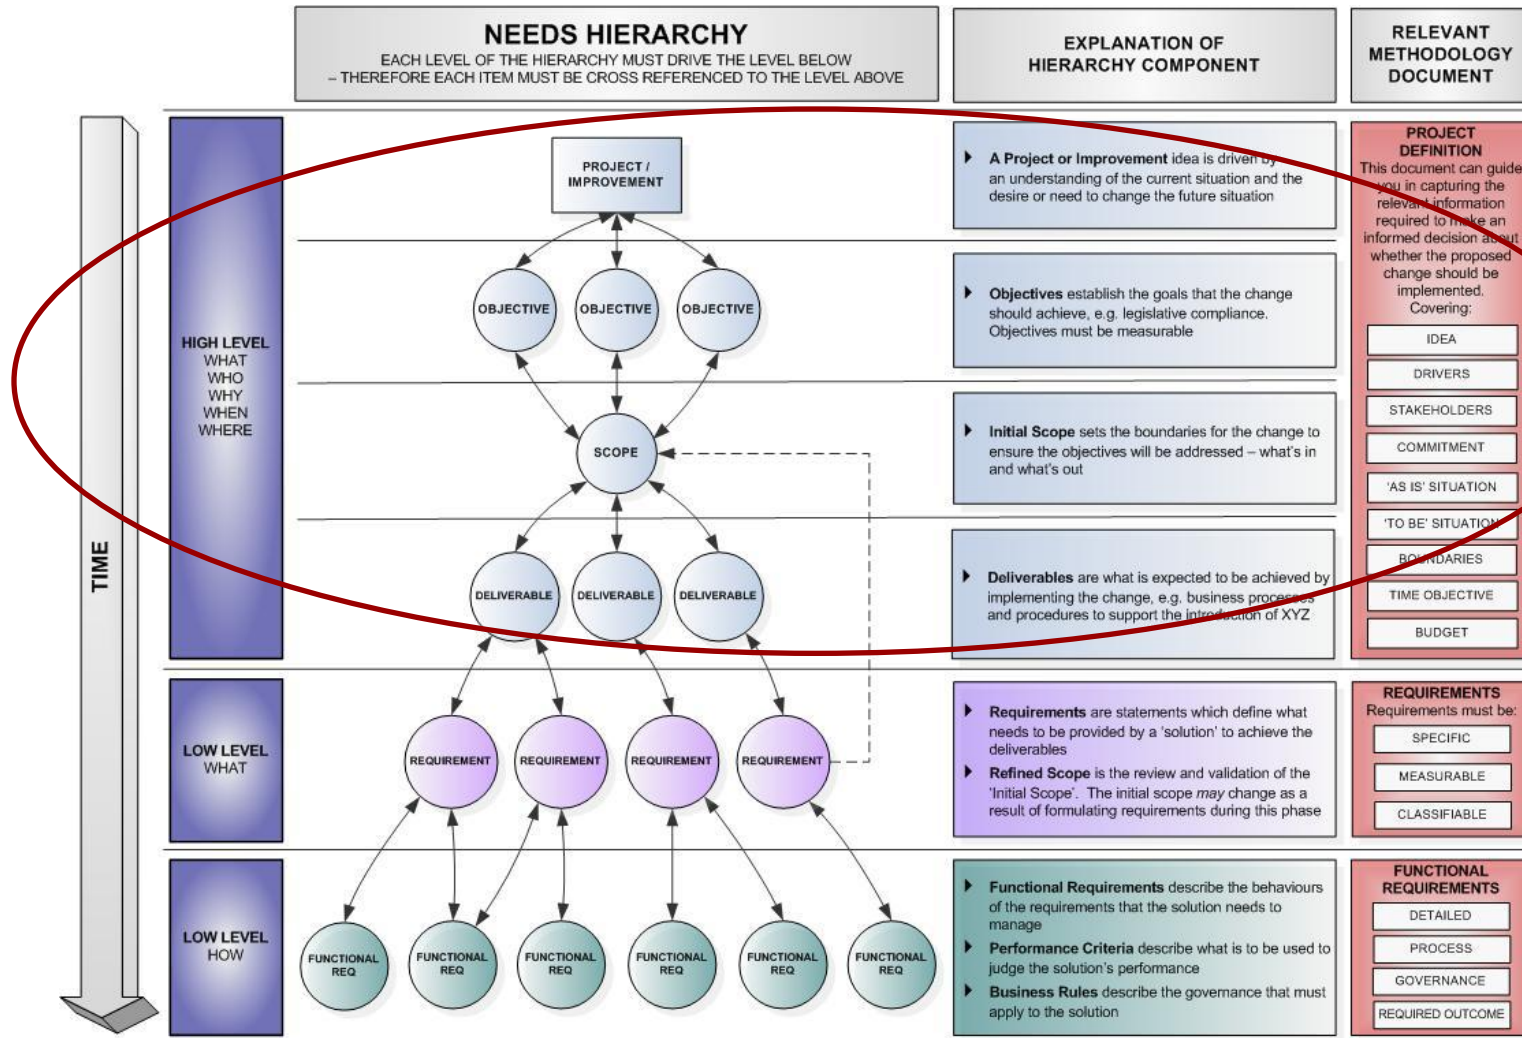 NEEDS HIERARCHY
EACH LEVEL OF THE HIERARCHY MUST DRIVE THE LEVEL BELOW
– THEREFORE EACH ITEM MUST BE CROSS REFERENCED TO THE LEVEL ABOVE
EXPLANATION OF
HIERARCHY COMPONENT
RELEVANT
METHODOLOGY
DOCUMENT
TIME
HIGH LEVEL
WHAT
WHO
WHY
WHEN
WHERE
PROJECT /
IMPROVEMENT
A Project or Improvement idea is driven by
an understanding of the current situation and the
desire or need to change the future situation
OBJECTIVE
OBJECTIVE
OBJECTIVE
Objectives establish the goals that the change
should achieve, e.g. legislative compliance.
Objectives must be measurable
SCOPE
Initial Scope sets the boundaries for the change to
ensure the objectives will be addressed – what's in
and what's out
DELIVERABLE
DELIVERABLE
DELIVERABLE
Deliverables are what is expected to be achieved by
implementing the change, e.g. business processes
and procedures to support the introduction of XYZ
PROJECT
DEFINITION
This document can guide
you in capturing the
relevant information
required to make an
informed decision about
whether the proposed
change should be
implemented.
Covering:
IDEA
DRIVERS
STAKEHOLDERS
COMMITMENT
'AS IS' SITUATION
'TO BE' SITUATION
BOUNDARIES
TIME OBJECTIVE
BUDGET
LOW LEVEL
WHAT
REQUIREMENT
REQUIREMENT
REQUIREMENT
REQUIREMENT
Requirements are statements which define what
needs to be provided by a 'solution' to achieve the
deliverables
Refined Scope is the review and validation of the
'Initial Scope'. The initial scope may change as a
result of formulating requirements during this phase
REQUIREMENTS
Requirements must be:
SPECIFIC
MEASURABLE
CLASSIFIABLE
LOW LEVEL
HOW
FUNCTIONAL
REQ
FUNCTIONAL
REQ
FUNCTIONAL
REQ
FUNCTIONAL
REQ
FUNCTIONAL
REQ
FUNCTIONAL
REQ
Functional Requirements describe the behaviours
of the requirements that the solution needs to
manage
Performance Criteria describe what is to be used to
judge the solution's performance
Business Rules describe the governance that must
apply to the solution
FUNCTIONAL
REQUIREMENTS
DETAILED
PROCESS
GOVERNANCE
REQUIRED OUTCOME